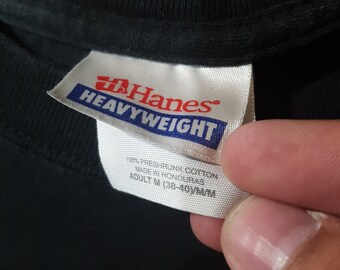 Hanes®
HEAVYWEIGHT
100% PRESHRUNK COTTON
MADE IN HONDURAS
ADULT M (38-40)/M/M